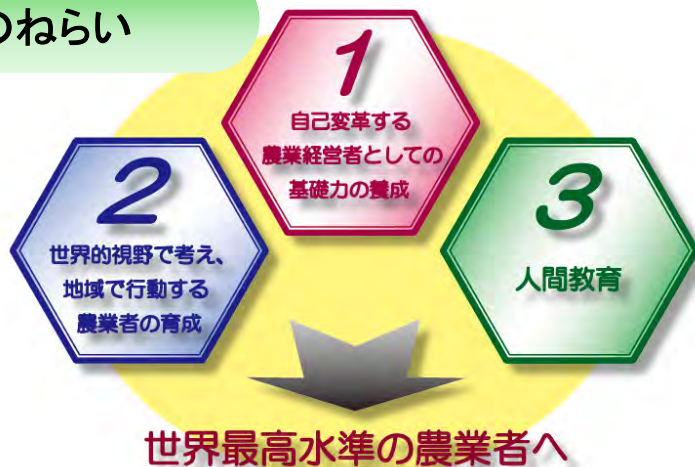 のねらい
1
自己変革する
農業経営者としての
基礎力の養成
2
世界的視野で考え、
地域で行動する
農業者の育成
3
人間教育
世界最高水準の農業者へ